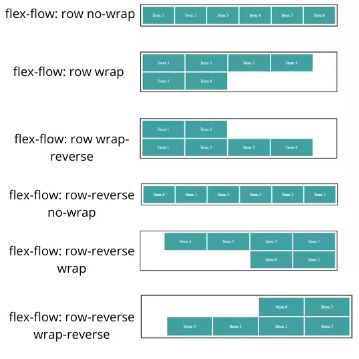 flex-flow: row no-wrap
Item 1 Item 2 Item 3 Item 4 Item 5 Item 6
flex-flow: row wrap
Item 1 Item 2 Item 3 Item 4
Item 5 Item 6
flex-flow: row wrap-
reverse
Item 5 Item 6
Item 1 Item 2 Item 3 Item 4
flex-flow: row-reverse
no-wrap
Item 6 Item 5 Item 4 Item 3 Item 2 Item 1
flex-flow: row-reverse
wrap
Item 4 Item 3 Item 2 Item 1
Item 6 Item 5
flex-flow: row-reverse
wrap-reverse
Item 6 Item 5
Item 4 Item 3 Item 2 Item 1